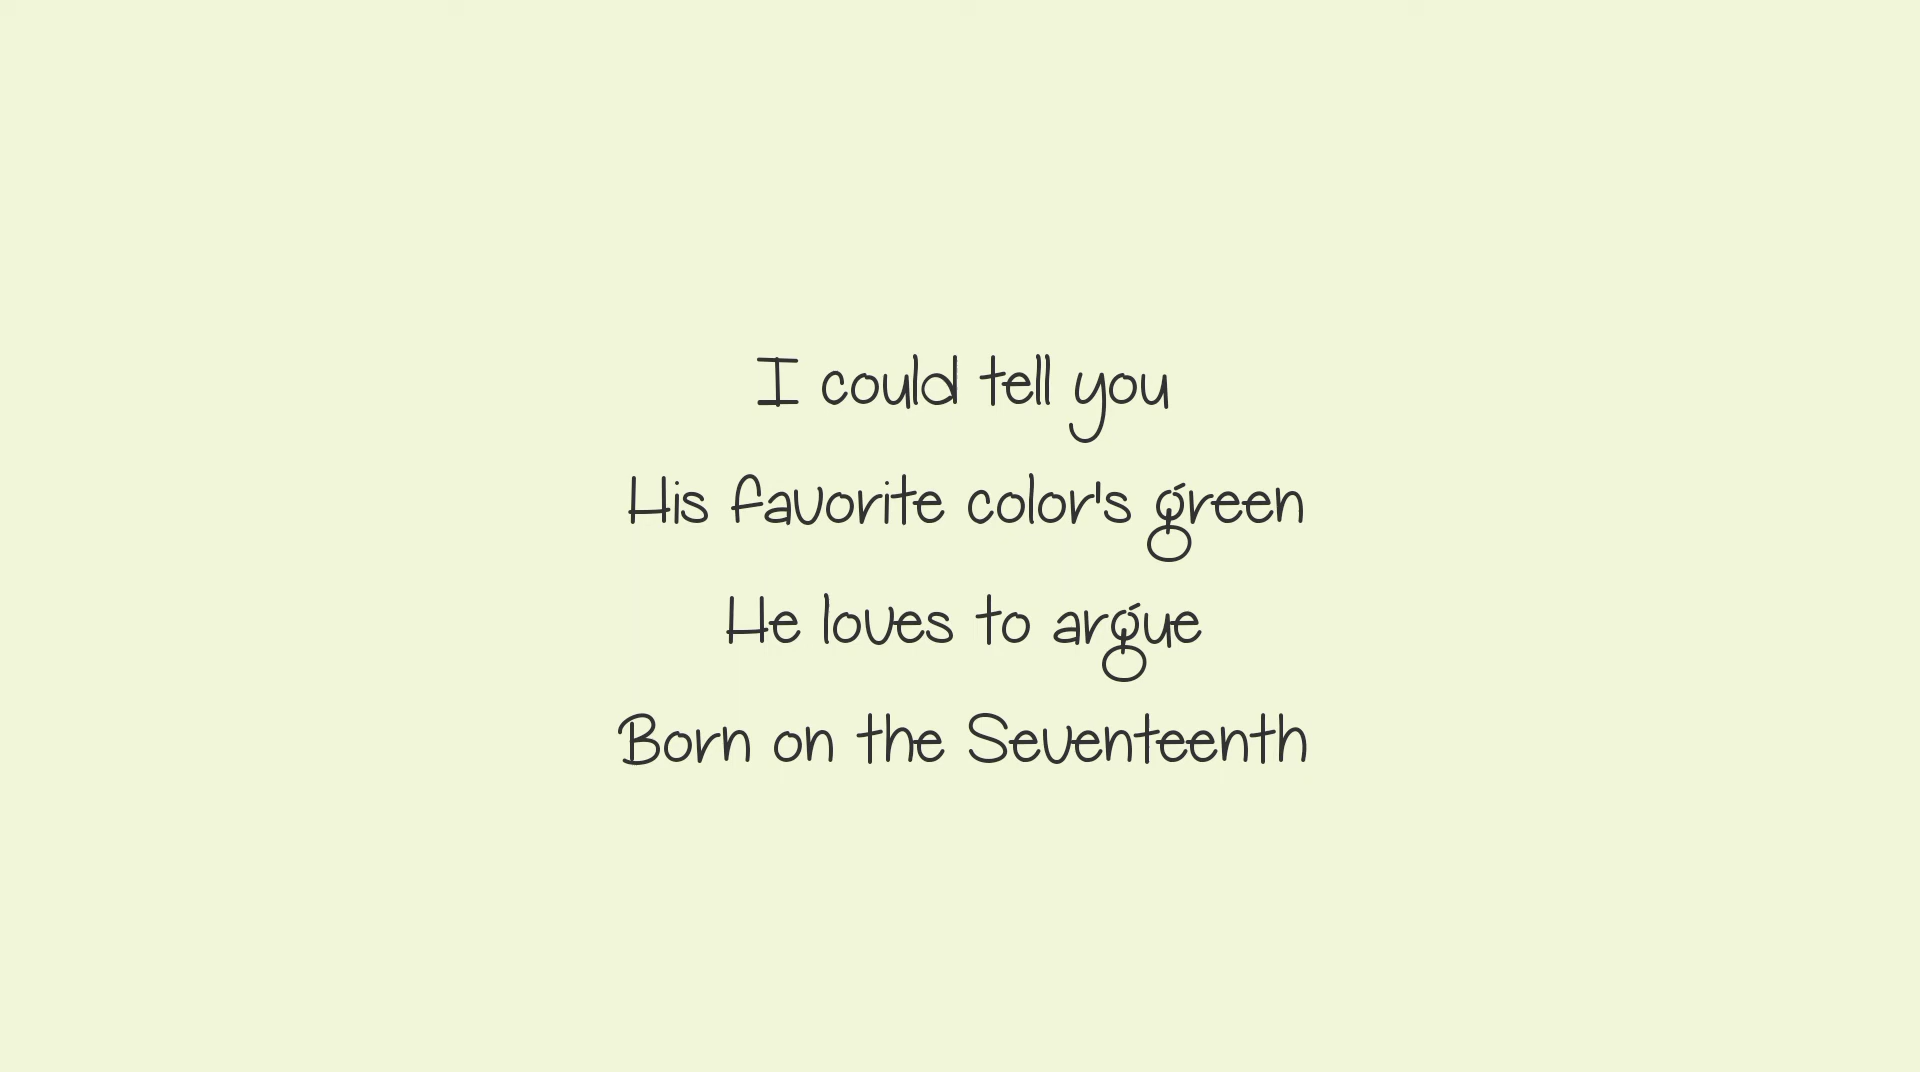 I could tell you
His favorite color's green
He loves to argue
Born on the Seventeenth